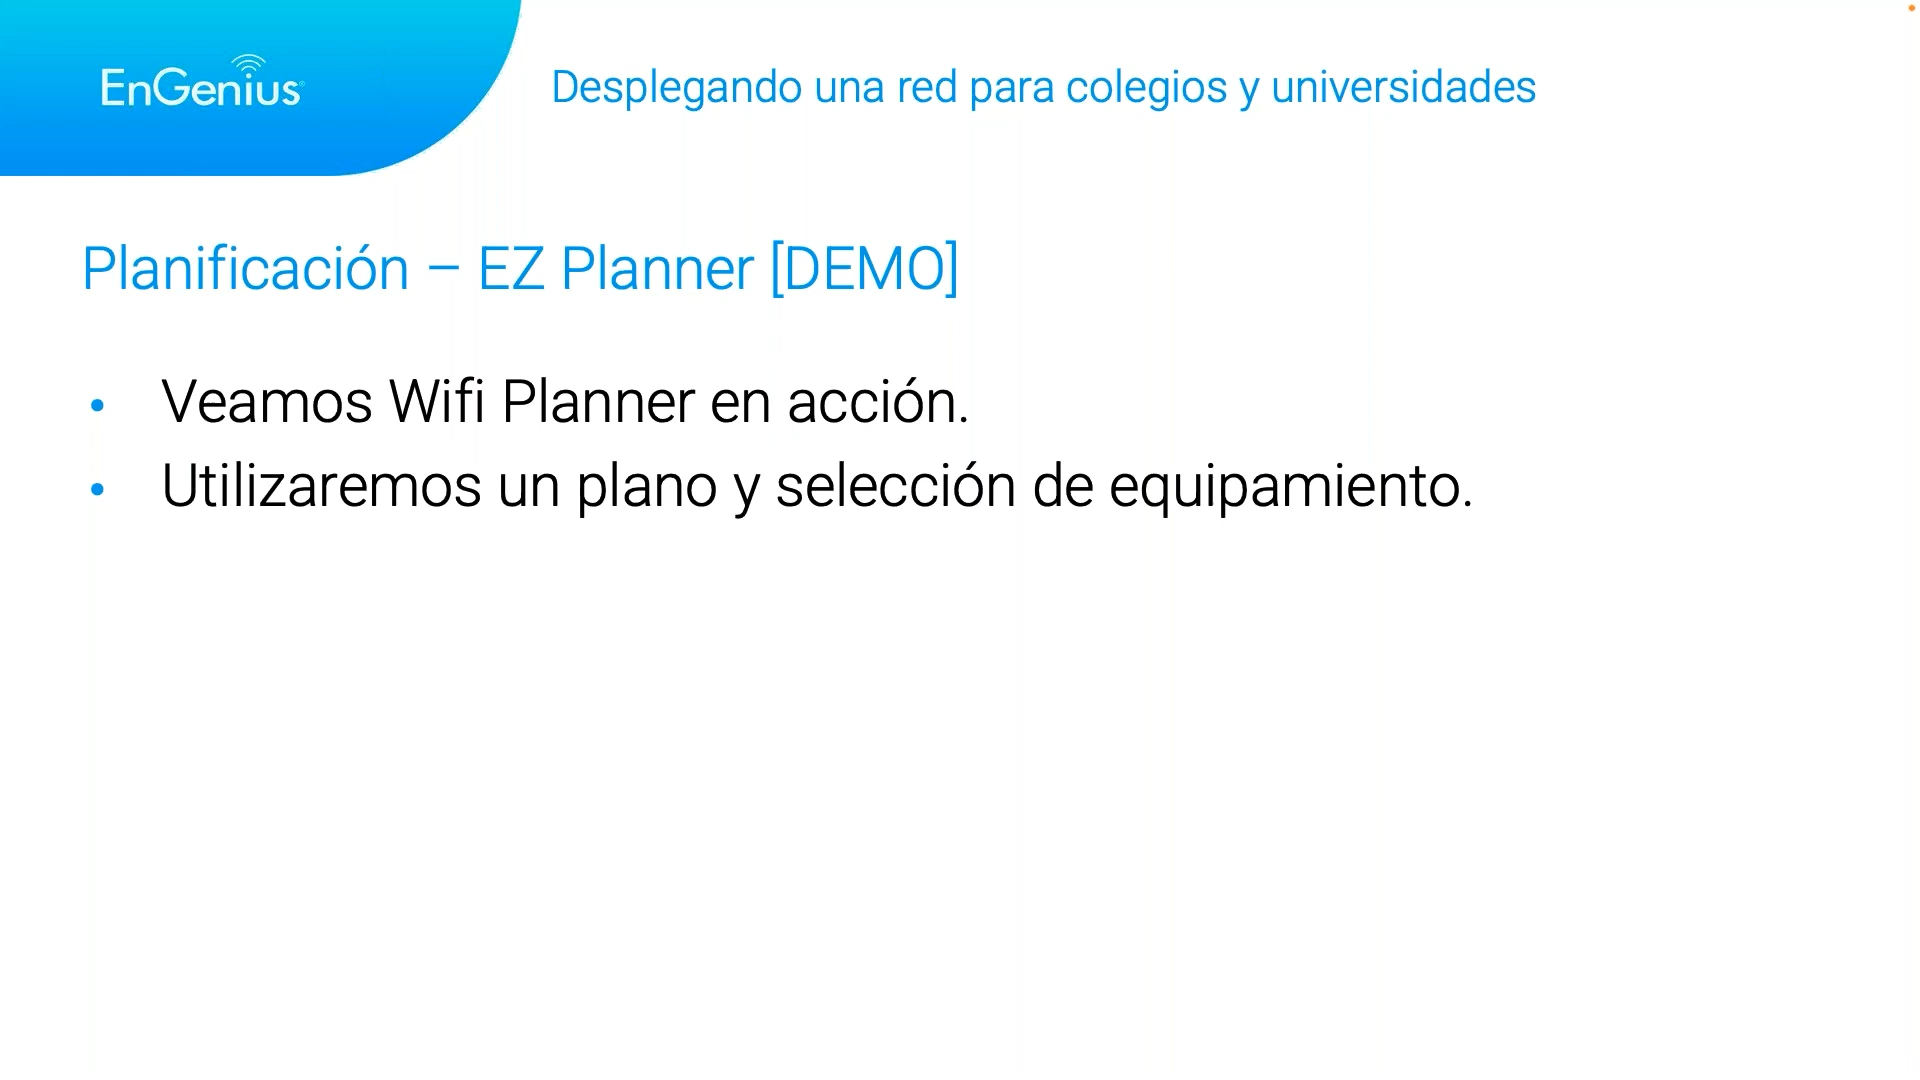 EnGenius
Desplegando una red para colegios y universidades
Planificación – EZ Planner [DEMO]
• Veamos Wifi Planner en acción.
• Utilizaremos un plano y selección de equipamiento.